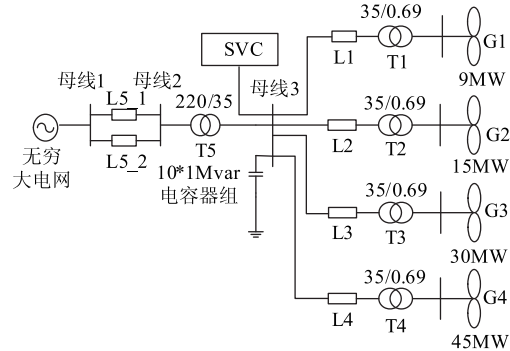 35/0.69
G1
SVC
L1
T1
母线1
母线2
母线3
9MW
L5_1
220/35
35/0.69
G2
L5_2
T5
L2
T2
无穷
大电网
10*1Mvar
电容器组
15MW
35/0.69
G3
L3
T3
30MW
35/0.69
G4
L4
T4
45MW